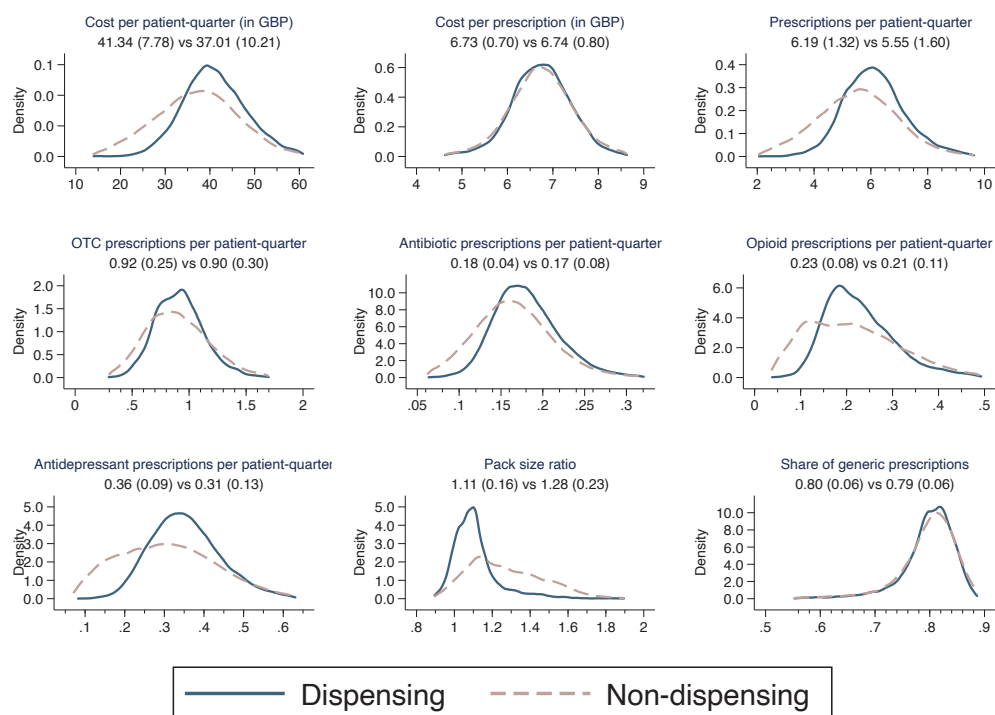 Cost per patient-quarter (in GBP)
41.34 (7.78) vs 37.01 (10.21)
Density
0.1
0.0
0.0
0.0
10 20 30 40 50 60
Cost per prescription (in GBP)
6.73 (0.70) vs 6.74 (0.80)
Density
0.6
0.4
0.2
0.0
4 5 6 7 8 9
Prescriptions per patient-quarter
6.19 (1.32) vs 5.55 (1.60)
Density
0.4
0.3
0.2
0.1
0.0
2 4 6 8 10
OTC prescriptions per patient-quarter
0.92 (0.25) vs 0.90 (0.30)
Density
2.0
1.5
1.0
0.5
0.0
0 .5 1 1.5 2
Antibiotic prescriptions per patient-quarter
0.18 (0.04) vs 0.17 (0.08)
Density
10.0
8.0
6.0
4.0
2.0
0.0
.05 .1 .15 .2 .25 .3
Opioid prescriptions per patient-quarter
0.23 (0.08) vs 0.21 (0.11)
Density
6.0
4.0
2.0
0.0
0 .1 .2 .3 .4 .5
Antidepressant prescriptions per patient-quarter
0.36 (0.09) vs 0.31 (0.13)
Density
5.0
4.0
3.0
2.0
1.0
0.0
.1 .2 .3 .4 .5 .6
Pack size ratio
1.11 (0.16) vs 1.28 (0.23)
Density
5.0
4.0
3.0
2.0
1.0
0.0
.8 1 1.2 1.4 1.6 1.8 2
Share of generic prescriptions
0.80 (0.06) vs 0.79 (0.06)
Density
10.0
8.0
6.0
4.0
2.0
0.0
.5 .6 .7 .8 .9
Dispensing Non-dispensing